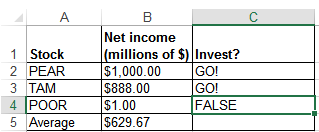 A B C
Net income
1 Stock (millions of $) Invest?
2 PEAR $1,000.00 GO!
3 TAM $888.00 GO!
4 POOR $1.00 FALSE
5 Average $629.67